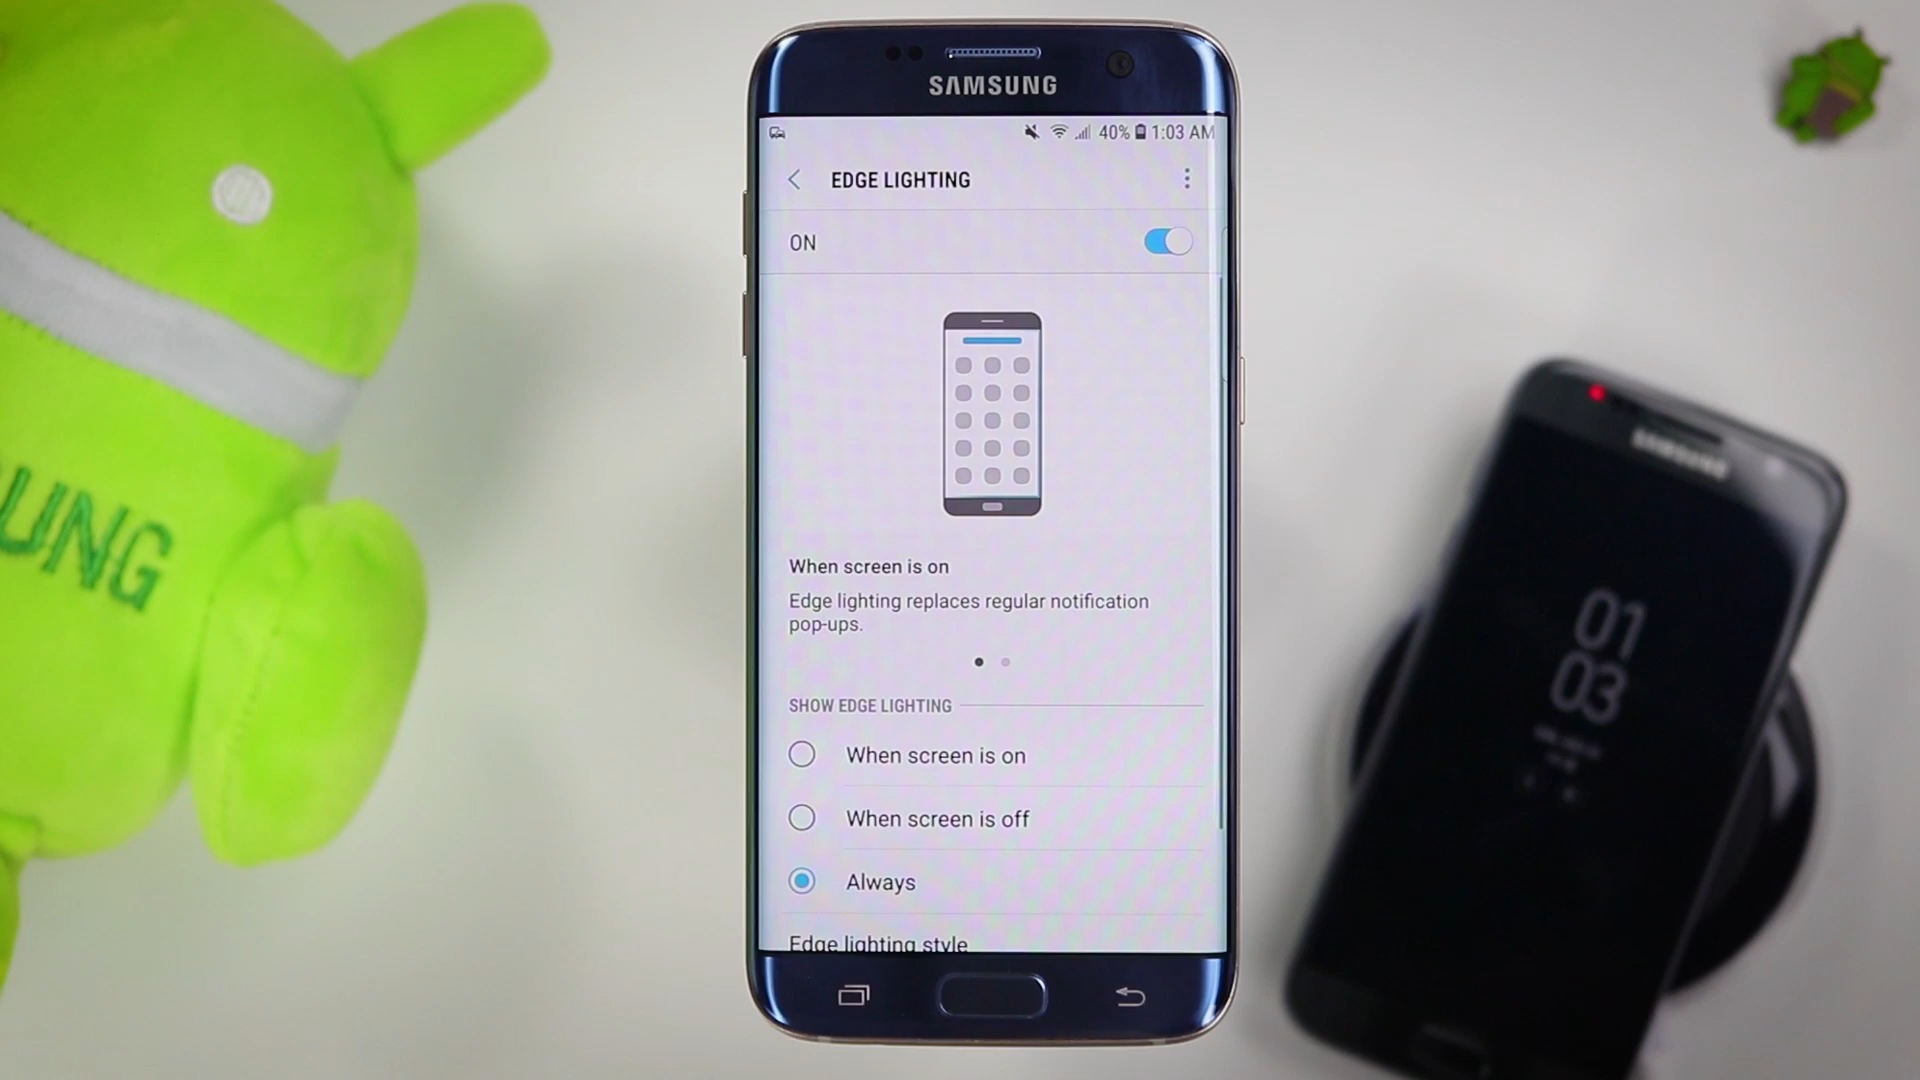 SAMSUNG
40% 1:03 AM
EDGE LIGHTING
ON
When screen is on
Edge lighting replaces regular notification
pop-ups.
SHOW EDGE LIGHTING
When screen is on
When screen is off
Always
Edge lighting style
UNG
SAMSUNG
01
03